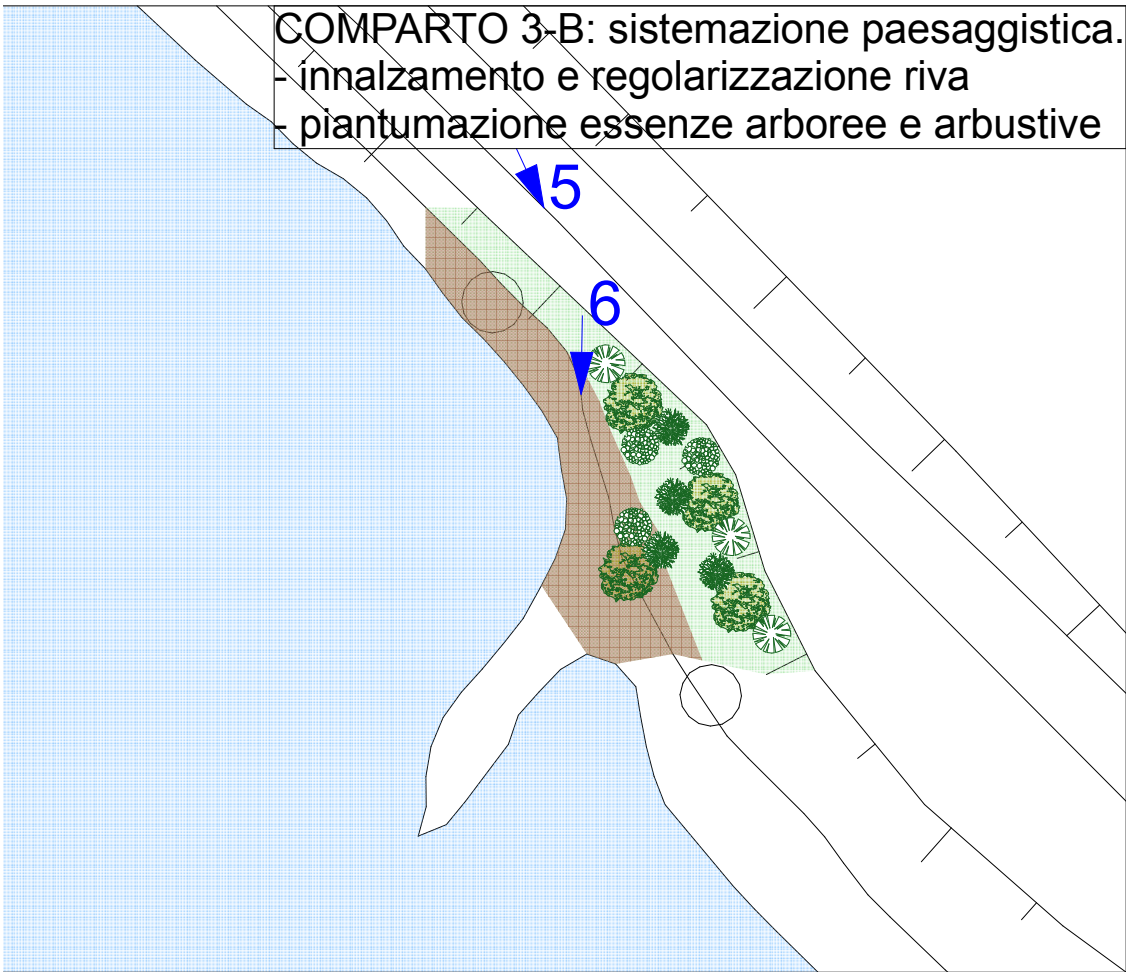 COMPARTO 3-B: sistemazione paesaggistica.
- innalzamento e regolarizzazione riva
- piantumazione essenze arboree e arbustive
5
6